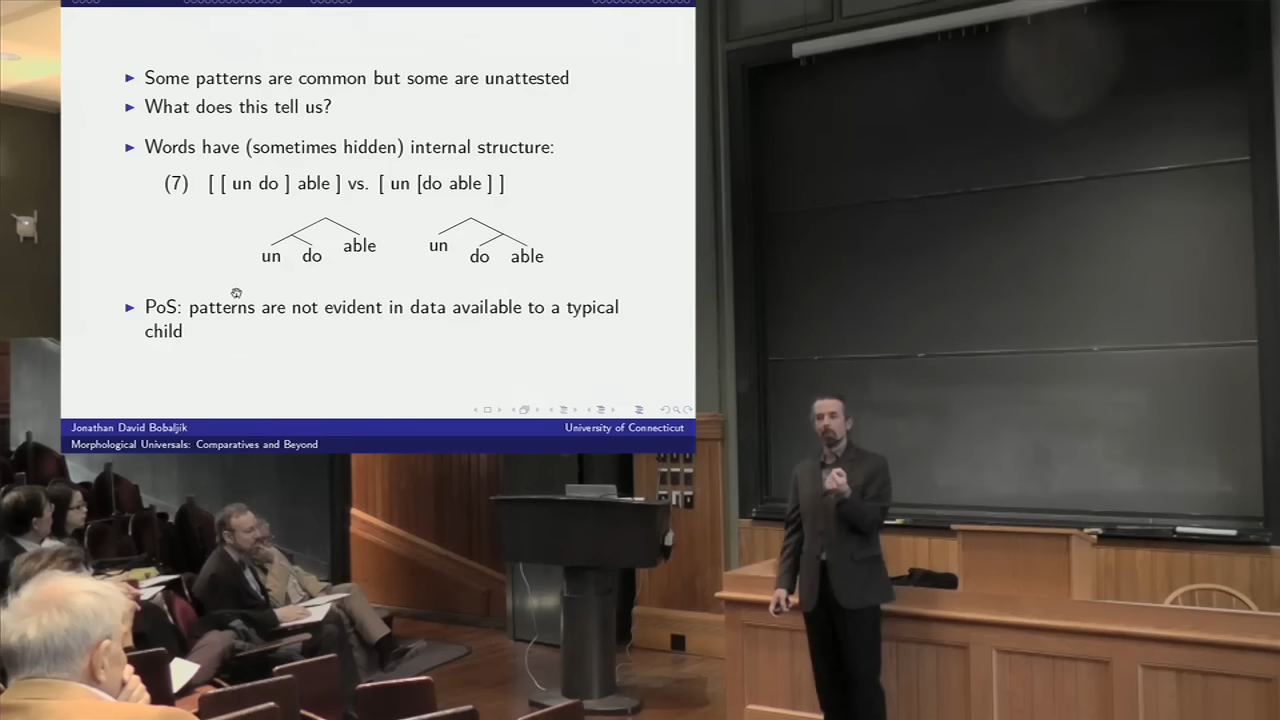 Some patterns are common but some are unattested
What does this tell us?
Words have (sometimes hidden) internal structure:
(7) [ [ un do ] able ] vs. [ un [do able ] ]
un do able un do able
PoS: patterns are not evident in data available to a typical
child
Jonathan David Bobaljik University of Connecticut
Morphological Universals: Comparatives and Beyond